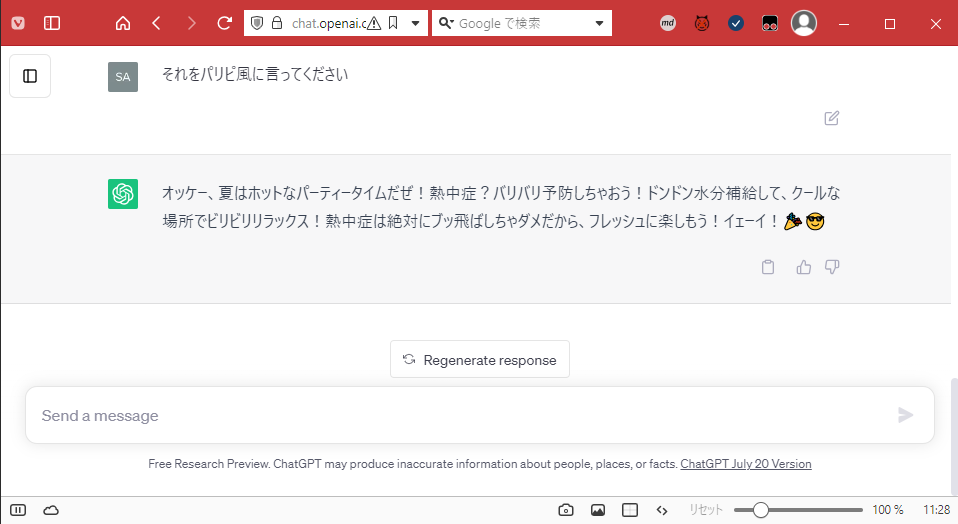 chat.openai.c
Google で検索
md
SA
それをパリピ風に言ってください
オッケー、夏はホットなパーティータイムだぜ！熱中症？バリバリ予防しちゃおう！ドンドン水分補給して、クールな
場所でビリビリリラックス！熱中症は絶対にブッ飛ばしちゃダメだから、フレッシュに楽しもう！イェーイ！🎉😎
Regenerate response
Send a message
Free Research Preview. ChatGPT may produce inaccurate information about people, places, or facts. ChatGPT July 20 Version
リセット
100 %
11:28